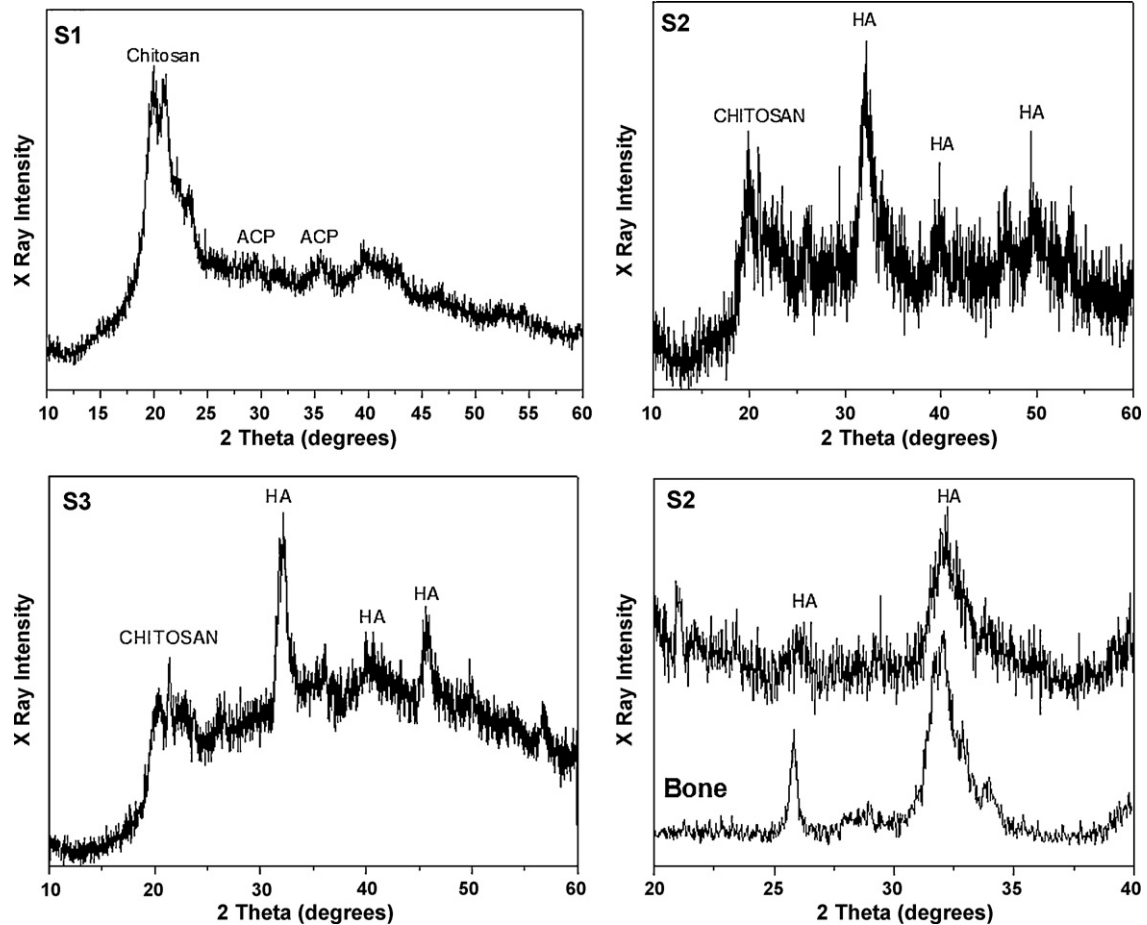 S1
Chitosan
ACP ACP
X Ray Intensity
10 15 20 25 30 35 40 45 50 55 60
2 Theta (degrees)
S2
HA
CHITOSAN
HA
HA
X Ray Intensity
10 20 30 40 50 60
2 Theta (degrees)
S3
HA
HA
HA
CHITOSAN
X Ray Intensity
10 20 30 40 50 60
2 Theta (degrees)
S2
HA
HA
Bone
X Ray Intensity
20 25 30 35 40
2 Theta (degrees)